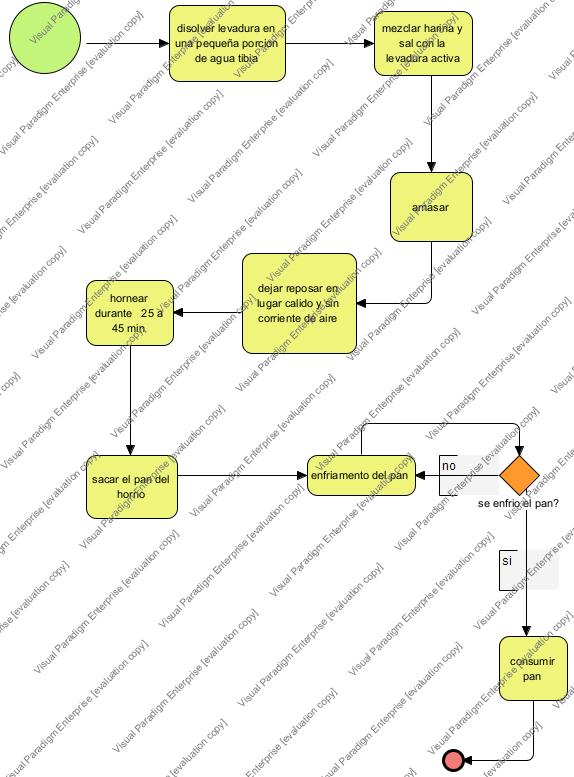 disolver levadura en
una pequeña porcion
de agua tibia
mezclar harina y
sal con la
levadura activa
amasar
dejar reposar en
lugar calido y sin
corriente de aire
hornear
durante 25 a
45 min.
sacar el pan del
horno
enfriamento del pan
no
se enfrio el pan?
si
consumir
pan
Visual Paradigm Enterprise [evaluation copy]